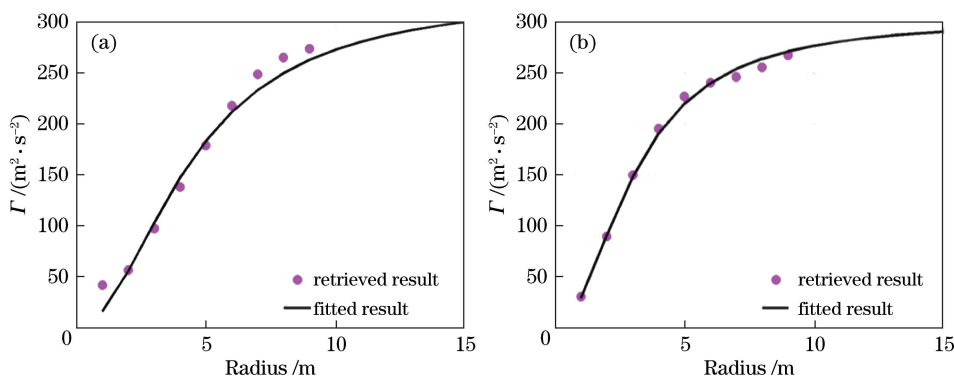 (a)
300
250
200
150
100
50
0
Γ /(m²·s⁻²)
retrieved result
fitted result
5
10
15
Radius /m
(b)
300
250
200
150
100
50
0
Γ /(m²·s⁻²)
retrieved result
fitted result
5
10
15
Radius /m